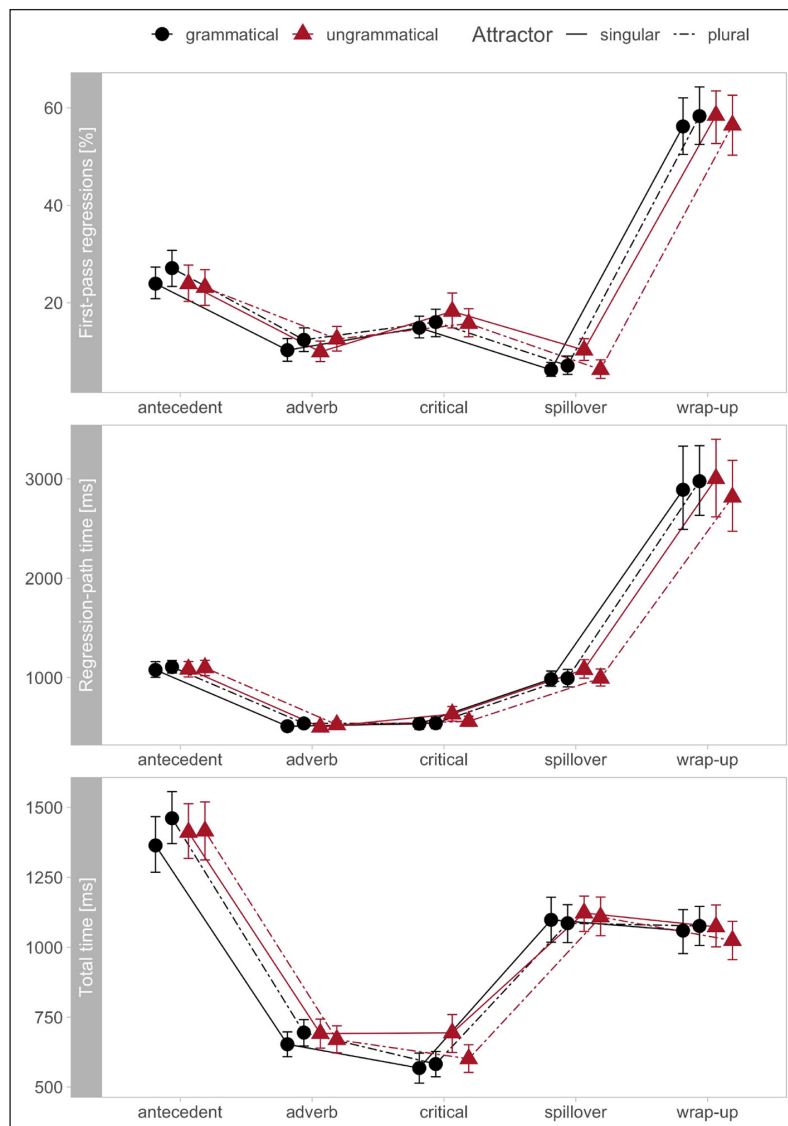 grammatical ungrammatical Attractor singular plural
First-pass regressions [%]
60
40
20
antecedent adverb critical spillover wrap-up
Regression-path time [ms]
3000
2000
1000
antecedent adverb critical spillover wrap-up
Total time [ms]
1500
1250
1000
750
500
antecedent adverb critical spillover wrap-up